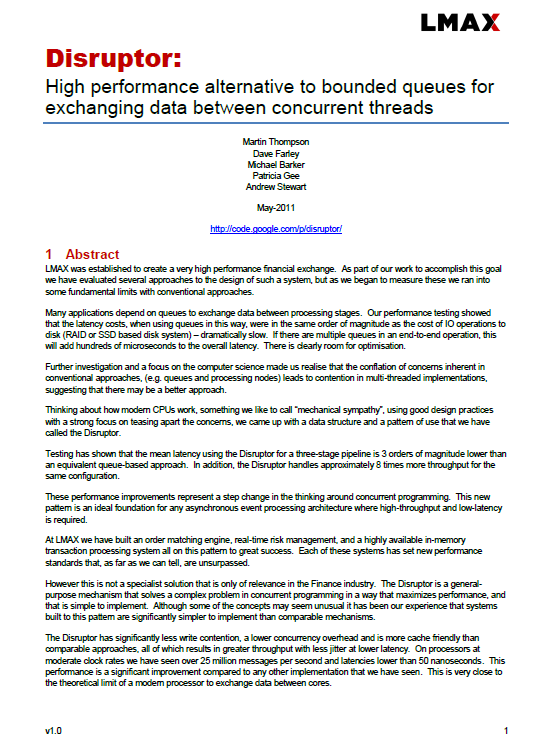 LMAX
Disruptor:
High performance alternative to bounded queues for
exchanging data between concurrent threads
Martin Thompson
Dave Farley
Michael Barker
Patricia Gee
Andrew Stewart
May-2011
http://code.google.com/p/disruptor/
1 Abstract
LMAX was established to create a very high performance financial exchange. As part of our work to accomplish this goal
we have evaluated several approaches to the design of such a system, but as we began to measure these we ran into
some fundamental limits with conventional approaches.
Many applications depend on queues to exchange data between processing stages. Our performance testing showed
that the latency costs, when using queues in this way, were in the same order of magnitude as the cost of IO operations to
disk (RAID or SSD based disk system) – dramatically slow. If there are multiple queues in an end-to-end operation, this
will add hundreds of microseconds to the overall latency. There is clearly room for optimisation.
Further investigation and a focus on the computer science made us realise that the conflation of concerns inherent in
conventional approaches, (e.g. queues and processing nodes) leads to contention in multi-threaded implementations,
suggesting that there may be a better approach.
Thinking about how modern CPUs work, something we like to call “mechanical sympathy”, using good design practices
with a strong focus on teasing apart the concerns, we came up with a data structure and a pattern of use that we have
called the Disruptor.
Testing has shown that the mean latency using the Disruptor for a three-stage pipeline is 3 orders of magnitude lower than
an equivalent queue-based approach. In addition, the Disruptor handles approximately 8 times more throughput for the
same configuration.
These performance improvements represent a step change in the thinking around concurrent programming. This new
pattern is an ideal foundation for any asynchronous event processing architecture where high-throughput and low-latency
is required.
At LMAX we have built an order matching engine, real-time risk management, and a highly available in-memory
transaction processing system all on this pattern to great success. Each of these systems has set new performance
standards that, as far as we can tell, are unsurpassed.
However this is not a specialist solution that is only of relevance in the Finance industry. The Disruptor is a general-
purpose mechanism that solves a complex problem in concurrent programming in a way that maximizes performance, and
that is simple to implement. Although some of the concepts may seem unusual it has been our experience that systems
built to this pattern are significantly simpler to implement than comparable mechanisms.
The Disruptor has significantly less write contention, a lower concurrency overhead and is more cache friendly than
comparable approaches, all of which results in greater throughput with less jitter at lower latency. On processors at
moderate clock rates we have seen over 25 million messages per second and latencies lower than 50 nanoseconds. This
performance is a significant improvement compared to any other implementation that we have seen. This is very close to
the theoretical limit of a modern processor to exchange data between cores.
v1.0 1